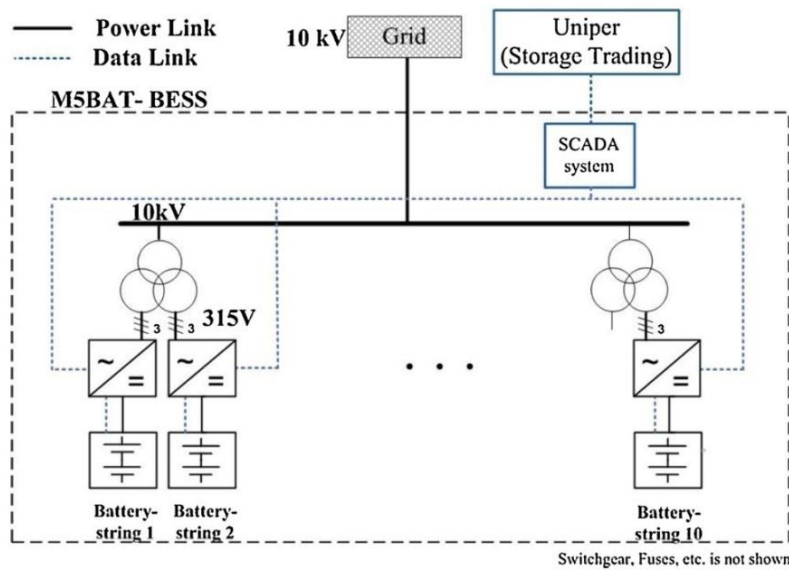 Power Link
Data Link
10 kV
Grid
Uniper
(Storage Trading)
M5BAT- BESS
SCADA
system
10kV
315V
3
3
3
~
=
~
=
~
=
. . .
Battery-
string 1
Battery-
string 2
Battery-
string 10
Switchgear, Fuses, etc. is not shown